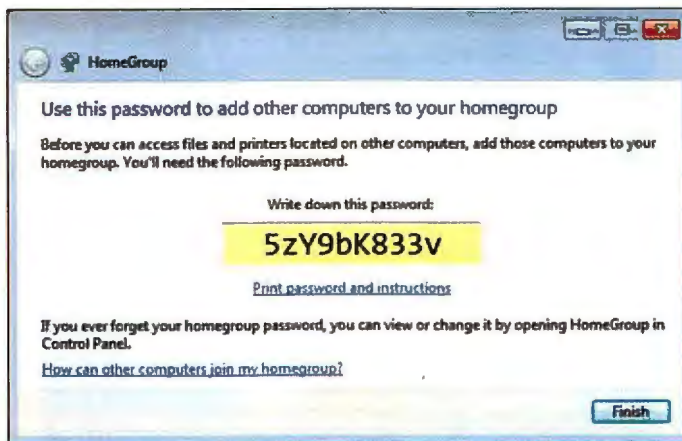 HomeGroup
Use this password to add other computers to your homegroup
Before you can access files and printers located on other computers, add those computers to your
homegroup. You'll need the following password.
Write down this password:
5zY9bK833v
Print password and instructions
If you ever forget your homegroup password, you can view or change it by opening HomeGroup in
Control Panel.
How can other computers join my homegroup?
Finish